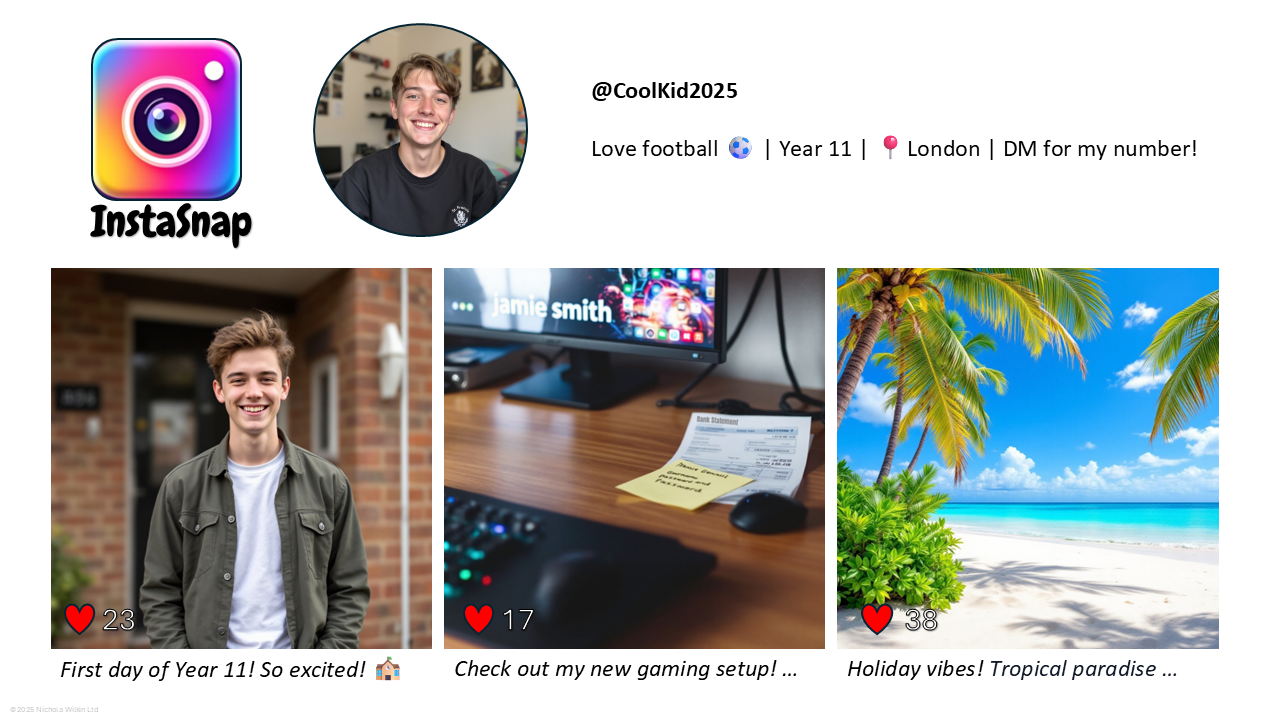 InstaSnap
@CoolKid2025
Love football ⚽ | Year 11 | 📍 London | DM for my number!
jamie smith
Bank Statement
Password
23
17
38
First day of Year 11! So excited! 🏫
Check out my new gaming setup! ...
Holiday vibes! Tropical paradise ...
©2025 Nichola Wilkin Ltd